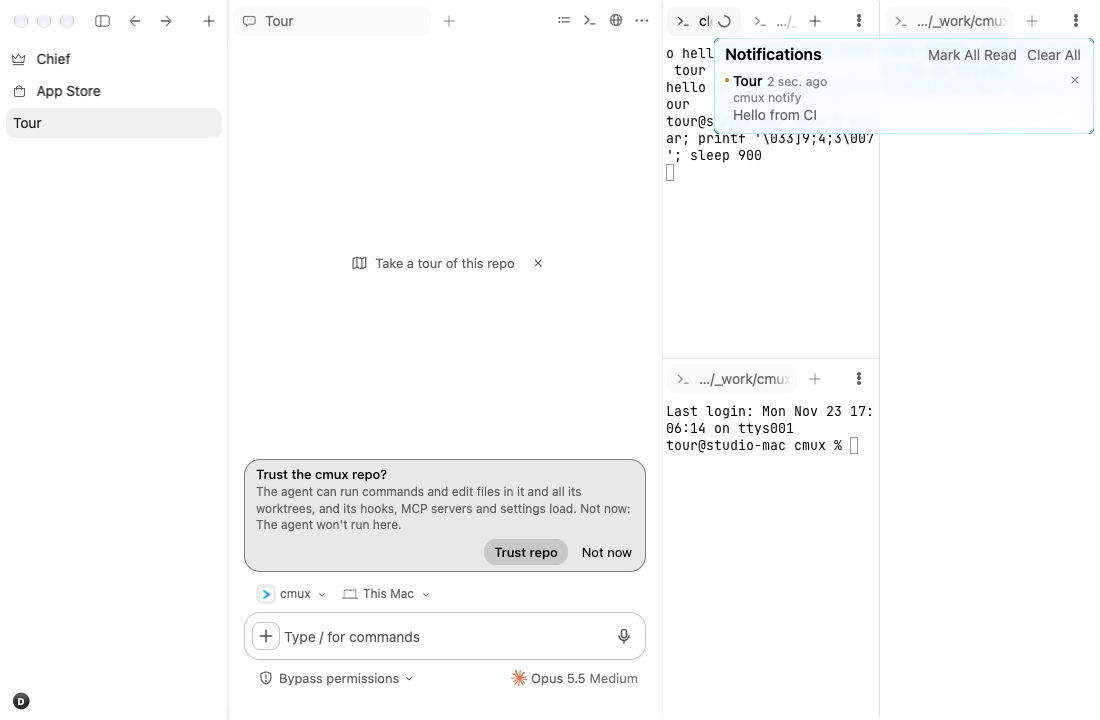 Chief
App Store
Tour
Tour
Take a tour of this repo
Trust the cmux repo?
The agent can run commands and edit files in it and all its
worktrees, and its hooks, MCP servers and settings load. Not now:
The agent won't run here.
Trust repo
Not now
cmux
This Mac
Type / for commands
Bypass permissions
Opus 5.5 Medium
D
o hell
tour
hello
our
tour@s
ar; printf '\033]9;4;3\007
'; sleep 900
.../_work/cmux
Last login: Mon Nov 23 17:
06:14 on ttys001
tour@studio-mac cmux %
.../_work/cmux
Notifications
Mark All Read
Clear All
Tour 2 sec. ago
cmux notify
Hello from CI